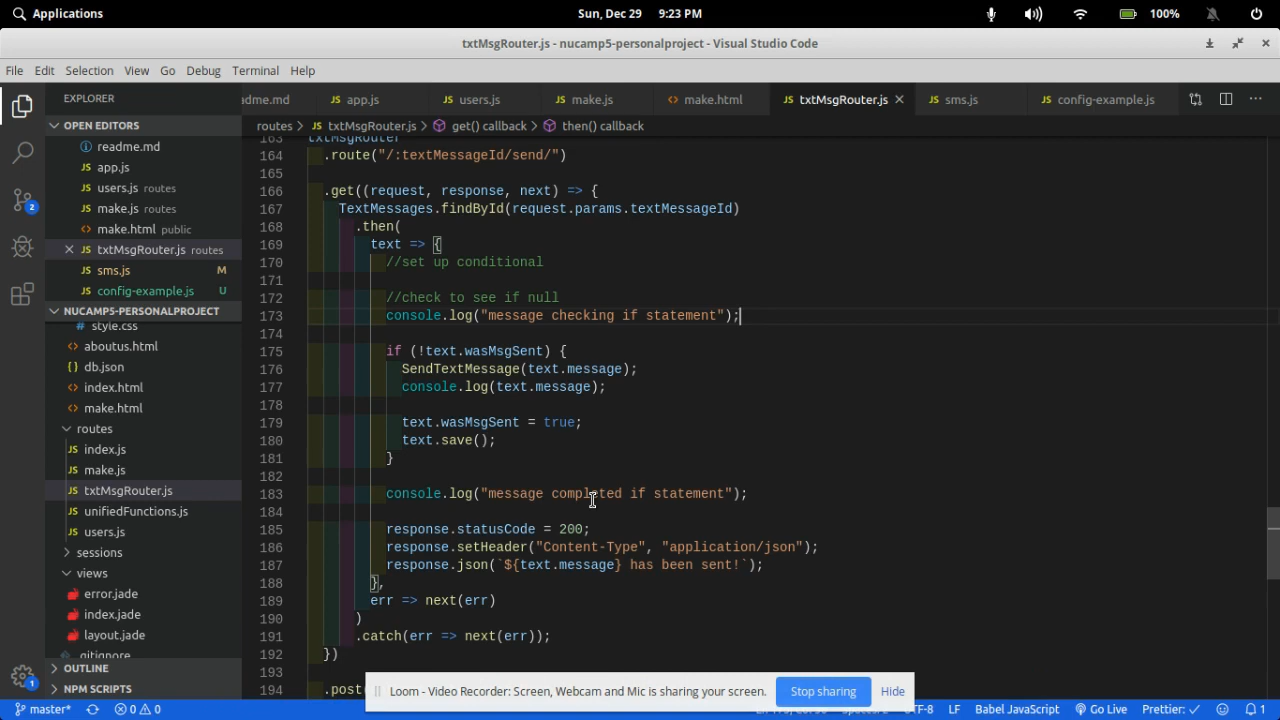 Applications
Sun, Dec 29 9:23 PM
100%
txtMsgRouter.js - nucamp5-personalproject - Visual Studio Code
File Edit Selection View Go Debug Terminal Help
EXPLORER
dme.md
app.js
users.js
make.js
make.html
txtMsgRouter.js
sms.js
config-example.js
OPEN EDITORS
readme.md
app.js
users.js routes
make.js routes
make.html public
txtMsgRouter.js routes
sms.js M
config-example.js U
NUCAMP5-PERSONALPROJECT
style.css
aboutus.html
db.json
index.html
make.html
routes
index.js
make.js
txtMsgRouter.js
unifiedFunctions.js
users.js
sessions
views
error.jade
index.jade
layout.jade
.gitignore
OUTLINE
NPM SCRIPTS
routes > txtMsgRouter.js > get() callback > then() callback
163 txtMsgRouter
164 .route("/:textMessageId/send/")
165
166 .get((request, response, next) => {
167 TextMessages.findById(request.params.textMessageId)
168 .then(
169 text => {
170 //set up conditional
171
172 //check to see if null
173 console.log("message checking if statement");
174
175 if (!text.wasMsgSent) {
176 SendTextMessage(text.message);
177 console.log(text.message);
178
179 text.wasMsgSent = true;
180 text.save();
181 }
182
183 console.log("message completed if statement");
184
185 response.statusCode = 200;
186 response.setHeader("Content-Type", "application/json");
187 response.json(`${text.message} has been sent!`);
188 },
189 err => next(err)
190 )
191 .catch(err => next(err));
192 })
193
194 .post
Loom - Video Recorder: Screen, Webcam and Mic is sharing your screen. Stop sharing Hide
master* 0 0
UTF-8 LF Babel JavaScript Go Live Prettier: ✓ 1